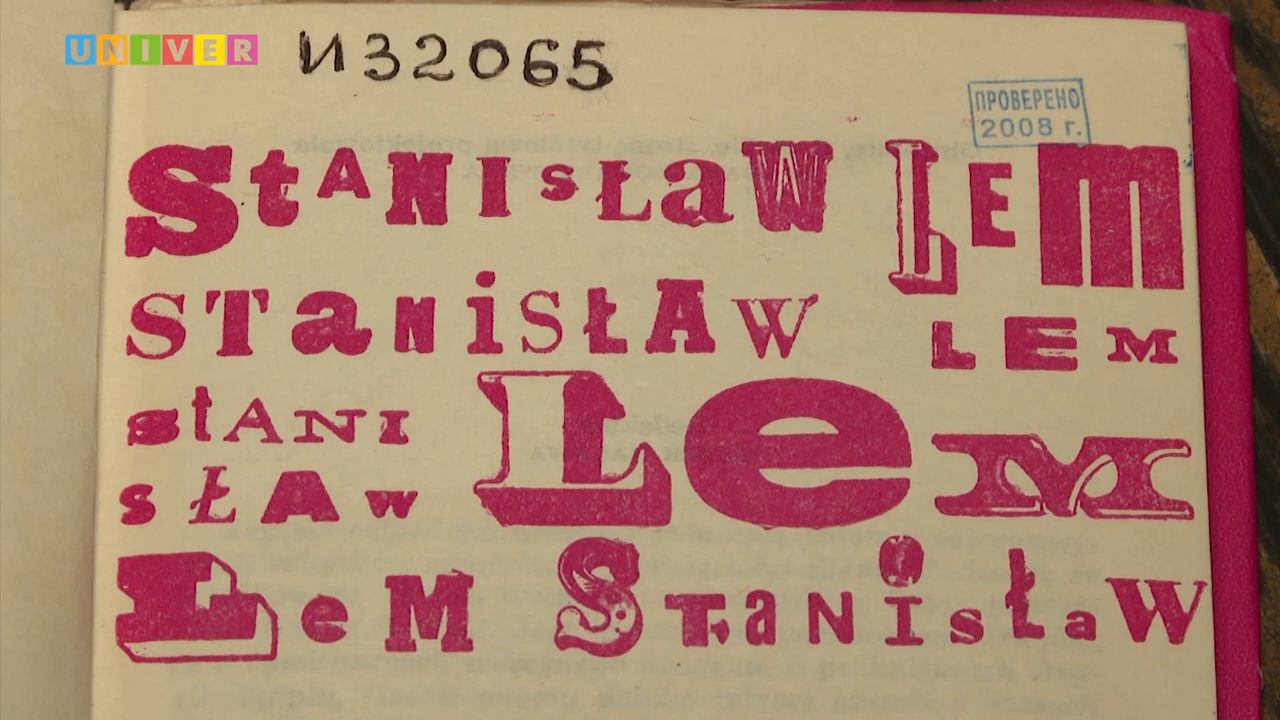 UNIVER
И32065
ПРОВЕРЕНО
2008 г.
StANISŁaW LEM
STaNiSŁAW LEM
StANI
SŁAW LeM
LeM STaNisŁaW